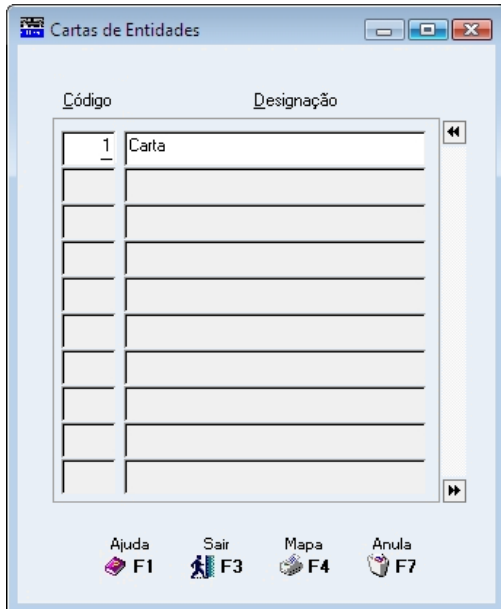 Cartas de Entidades
Código Designação
1 Carta
Ajuda Sair Mapa Anula
F1 F3 F4 F7